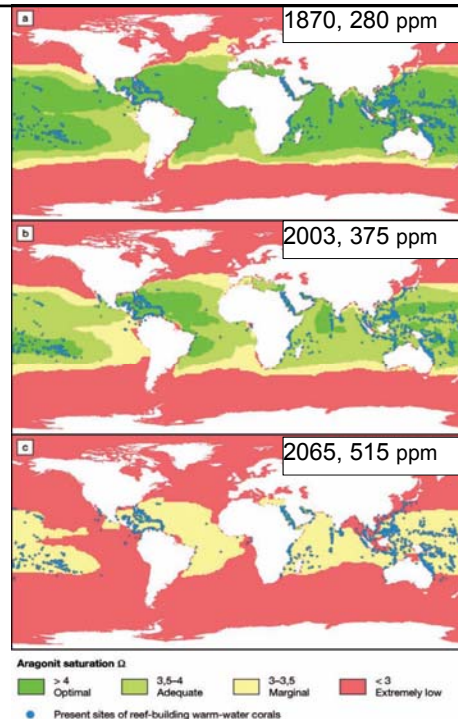 a
1870, 280 ppm
b
2003, 375 ppm
c
2065, 515 ppm
Aragonit saturation Ω
> 4 3,5–4 3–3,5 < 3
Optimal Adequate Marginal Extremely low
Present sites of reef-building warm-water corals